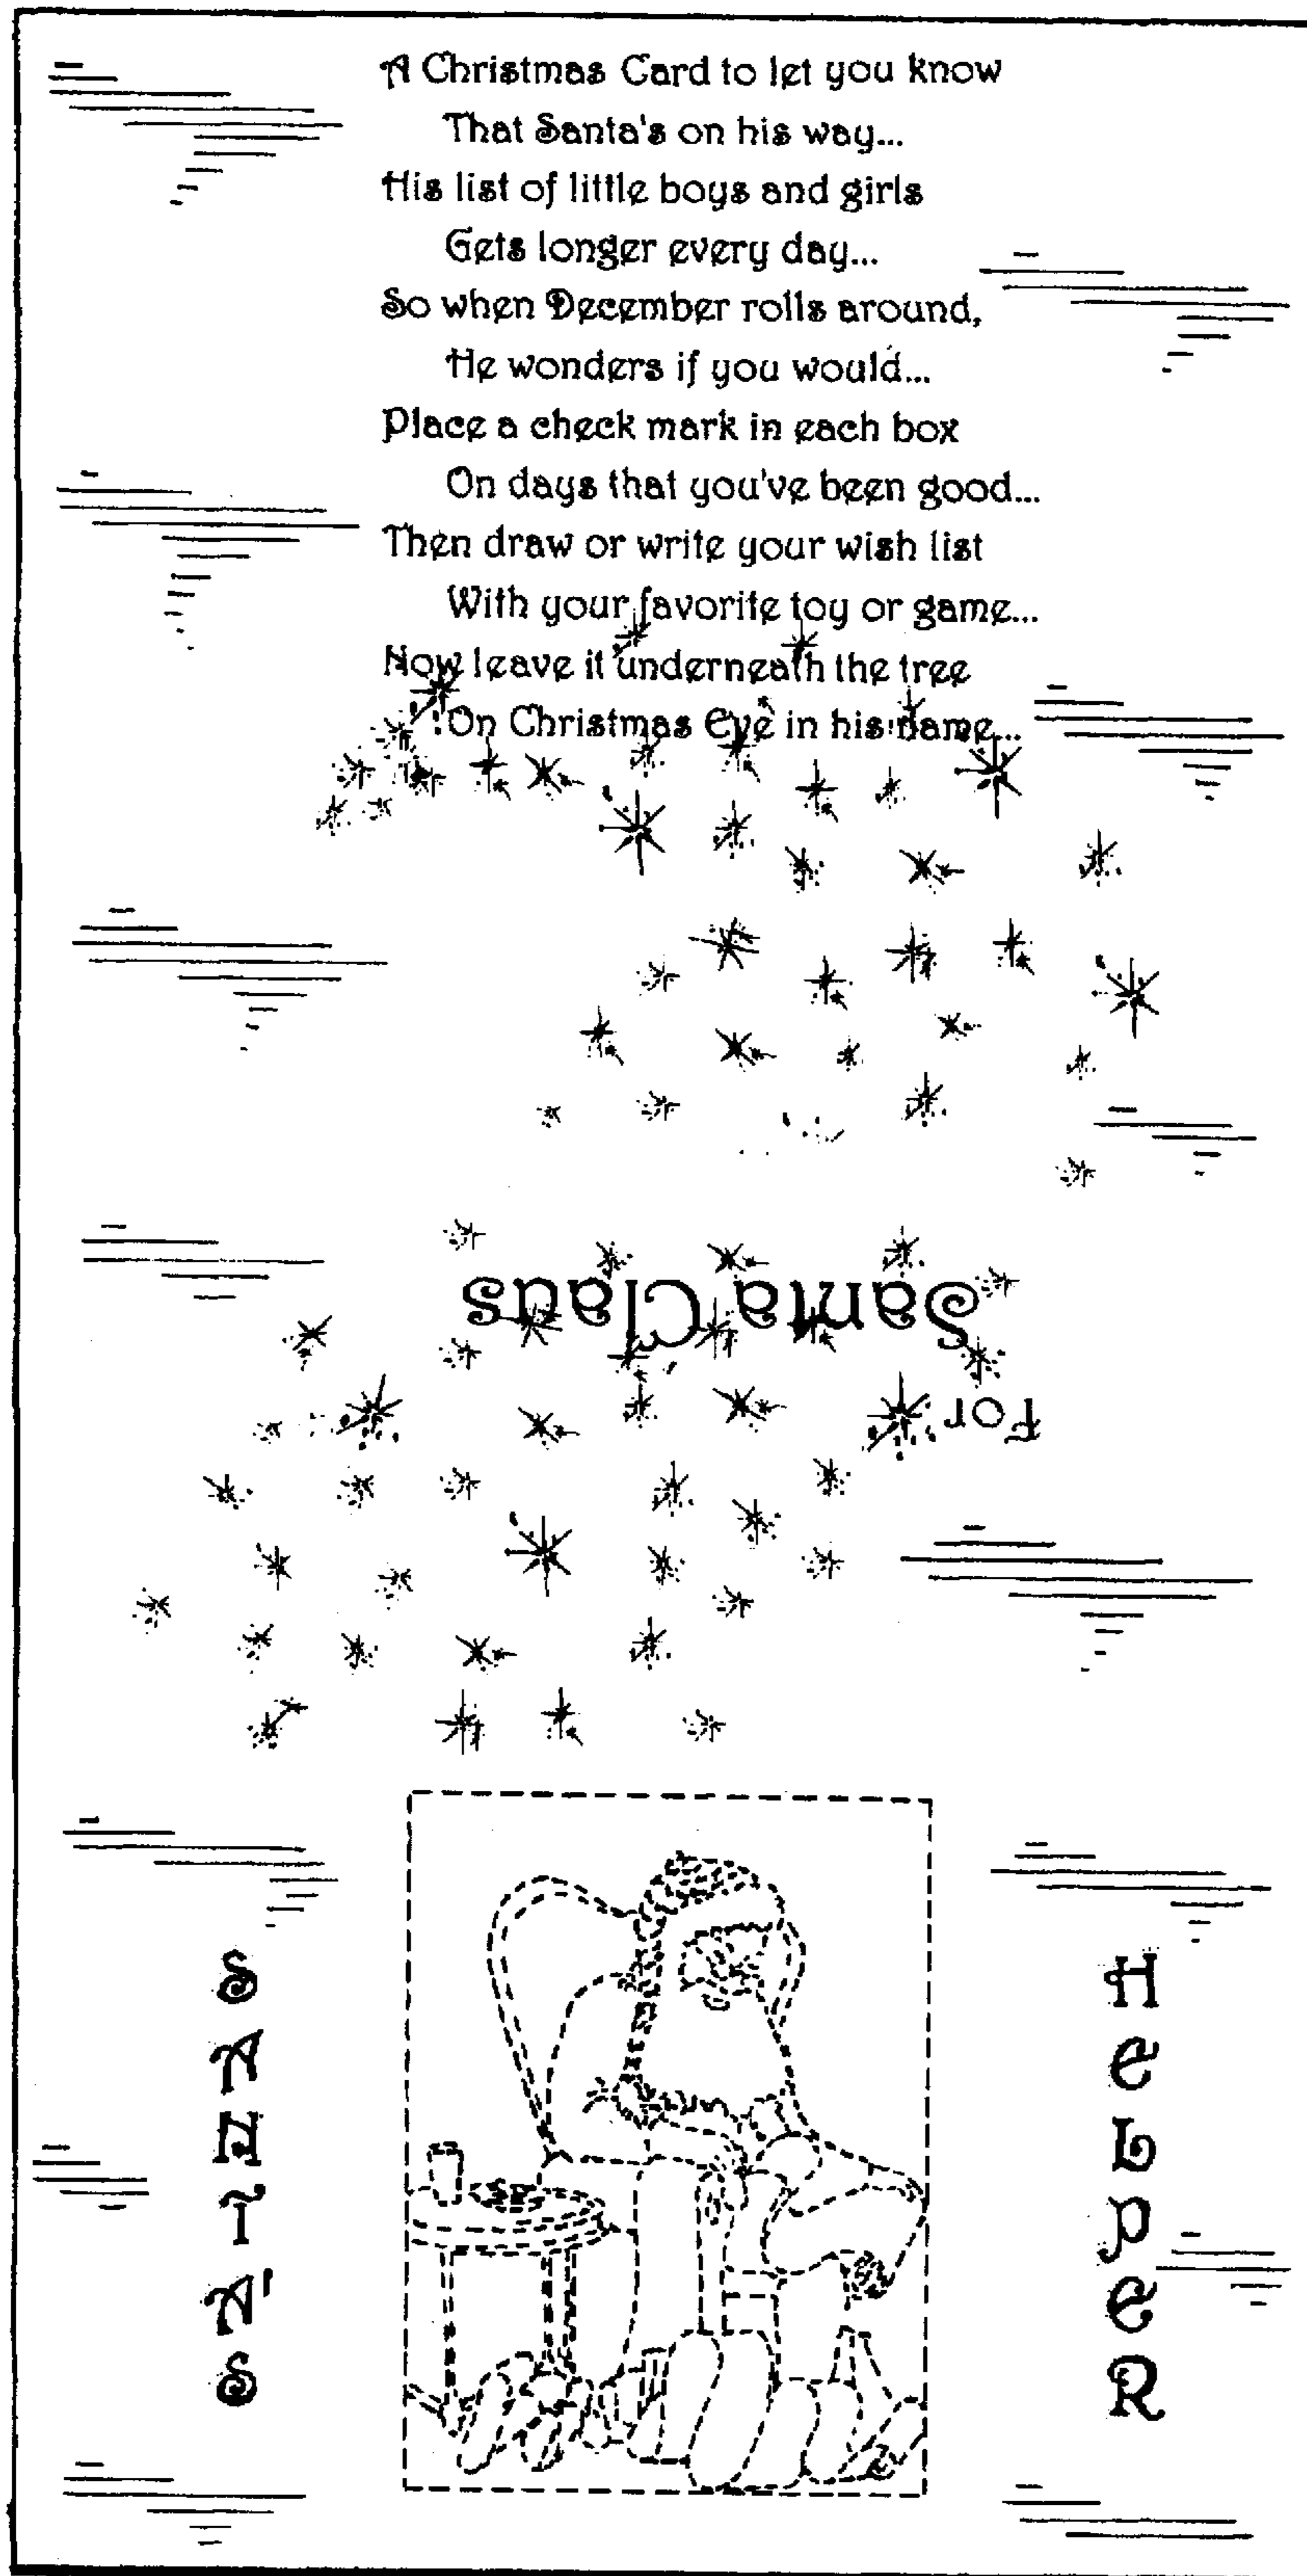 A Christmas Card to let you know
That Santa's on his way...
His list of little boys and girls
Gets longer every day...
So when December rolls around,
He wonders if you would...
Place a check mark in each box
On days that you've been good...
Then draw or write your wish list
With your favorite toy or game...
Now leave it underneath the tree
On Christmas Eve in his name...
For
Santa Claus
SANTA'S
HeLpeR